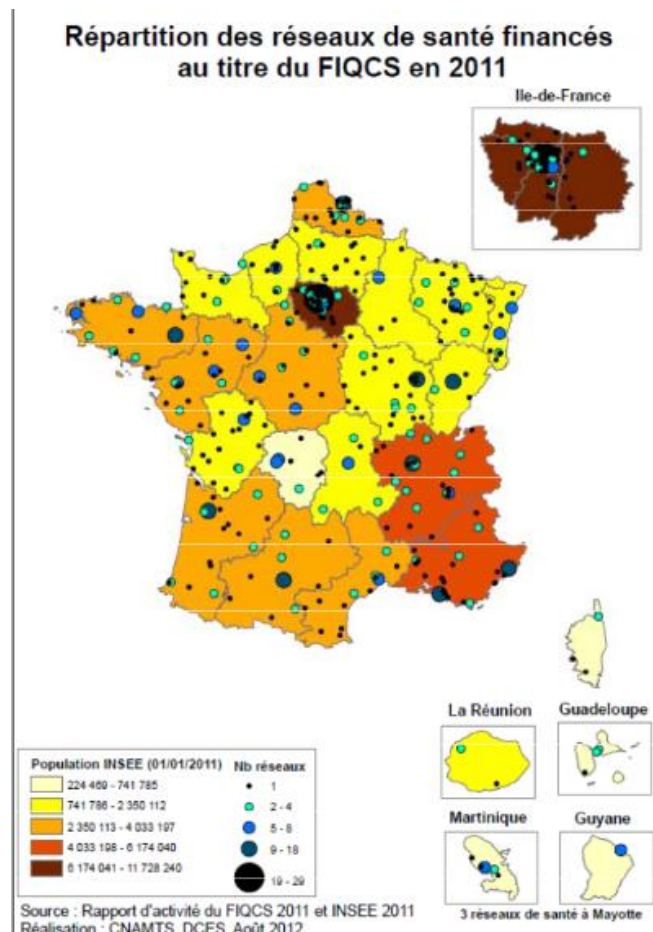 Répartition des réseaux de santé financés
au titre du FIQCS en 2011
Ile-de-France
La Réunion
Guadeloupe
Martinique
Guyane
3 réseaux de santé à Mayotte
Population INSEE (01/01/2011)
224 469 - 741 785
741 786 - 2 350 112
2 350 113 - 4 033 197
4 033 198 - 6 174 040
6 174 041 - 11 728 240
Nb réseaux
1
2 - 4
5 - 8
9 - 18
19 - 29
Source : Rapport d'activité du FIQCS 2011 et INSEE 2011
Réalisation : CNAMTS, DCES, Août 2012